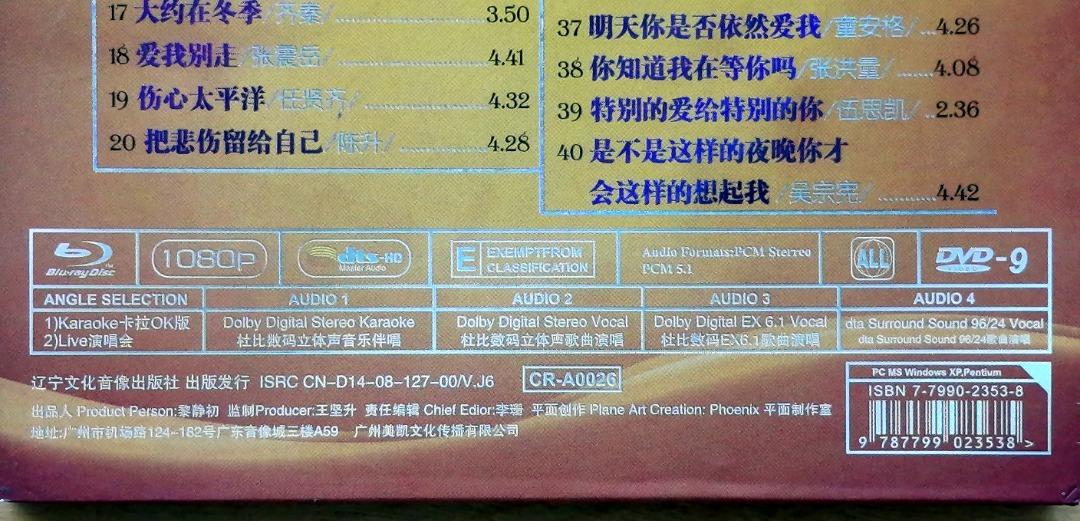 17 大约在冬季/齐秦/..........3.50
18 爱我别走/张震岳/..........4.41
19 伤心太平洋/任贤齐/..........4.32
20 把悲伤留给自己/陈升/..........4.28
37 明天你是否依然爱我/童安格/...4.26
38 你知道我在等你吗/张洪量/......4.08
39 特别的爱给特别的你/伍思凯/..2.36
40 是不是这样的夜晚你才
会这样的想起我/吴宗宪/..........4.42
Blu-ray Disc 1080p dts-HD Master Audio E EXEMPTFROM CLASSIFICATION Audio Formats:PCM Stereo PCM 5.1 ALL DVD VIDEO-9
ANGLE SELECTION AUDIO 1 AUDIO 2 AUDIO 3 AUDIO 4
1)Karaoke卡拉OK版 Dolby Digital Stereo Karaoke Dolby Digital Stereo Vocal Dolby Digital EX 6.1 Vocal dta Surround Sound 96/24 Vocal
2)Live演唱会 杜比数码立体声音乐伴唱 杜比数码立体声歌曲演唱 杜比数码EX6.1歌曲演唱 dta Surround Sound 96/24歌曲演唱
辽宁文化音像出版社 出版发行 ISRC CN-D14-08-127-00/V.J6 CR-A0026
出品人 Product Person:黎静初 监制Producer:王坚升 责任编辑 Chief Edior:李珊 平面创作 Plane Art Creation: Phoenix 平面制作室
地址:广州市机场路124-182号广东音像城三楼A59 广州美凯文化传播有限公司
PC MS Windows XP,Pentium
ISBN 7-7990-2353-8
9 787799 023538 >